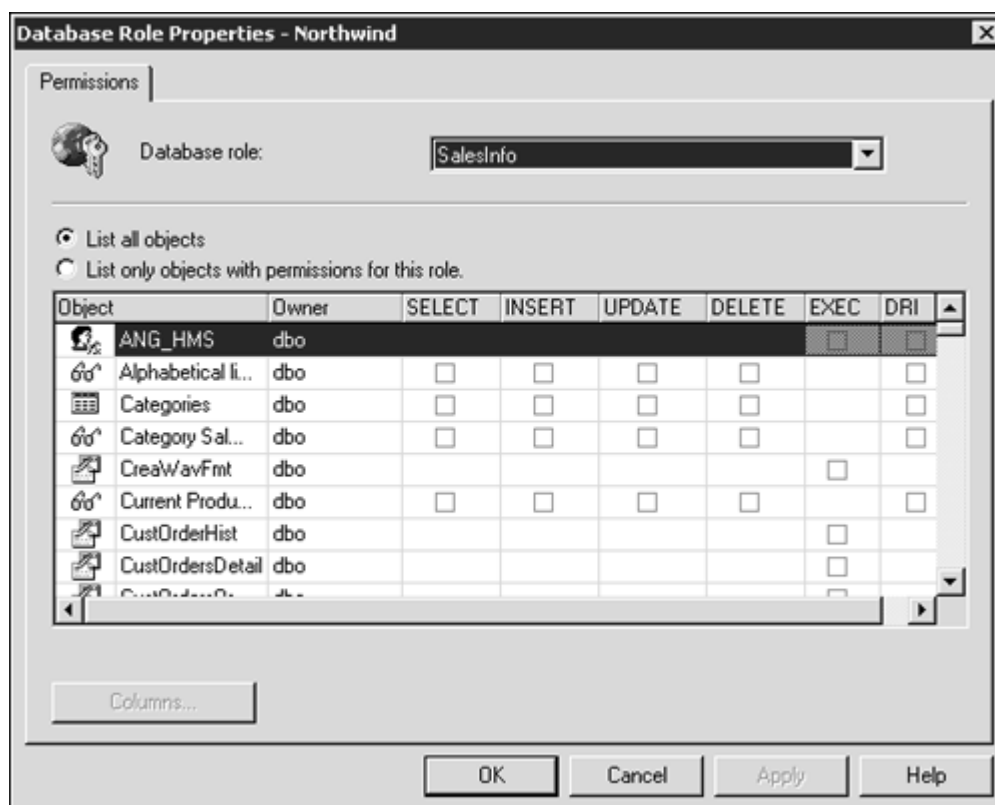 Database Role Properties - Northwind
Permissions
Database role: SalesInfo
List all objects
List only objects with permissions for this role.
Object Owner SELECT INSERT UPDATE DELETE EXEC DRI
ANG_HMS dbo
Alphabetical li... dbo
Categories dbo
Category Sal... dbo
CreaWavFmt dbo
Current Produ... dbo
CustOrderHist dbo
CustOrdersDetail dbo
Columns...
OK Cancel Apply Help